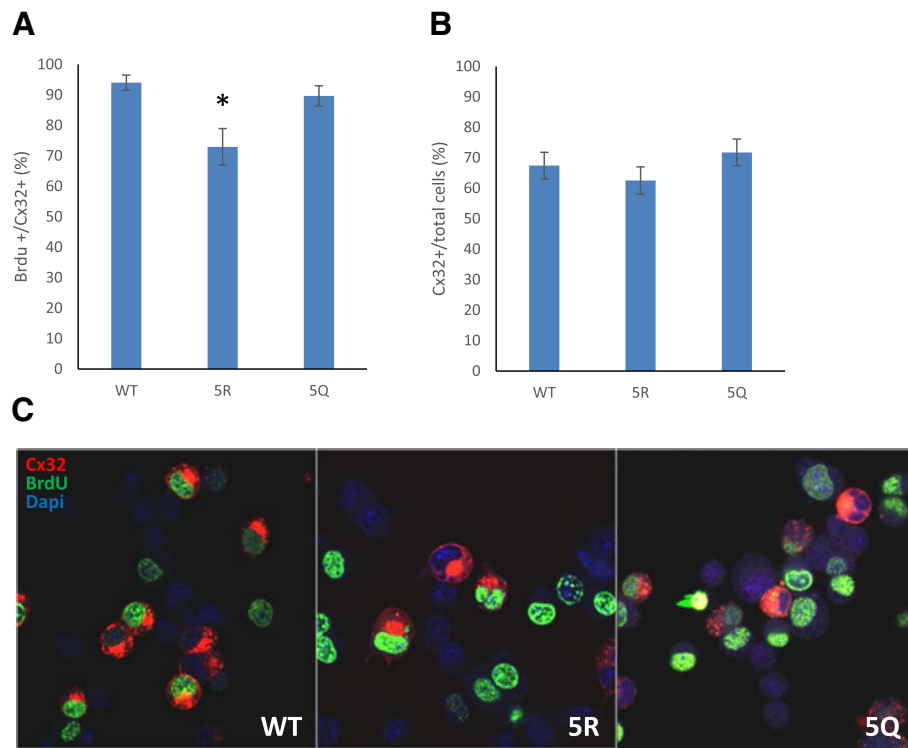 A
B
100
90
80
70
60
50
40
30
20
10
0
Brdu +/Cx32+ (%)
*
WT 5R 5Q
100
90
80
70
60
50
40
30
20
10
0
Cx32+/total cells (%)
WT 5R 5Q
C
Cx32
BrdU
Dapi
WT
5R
5Q